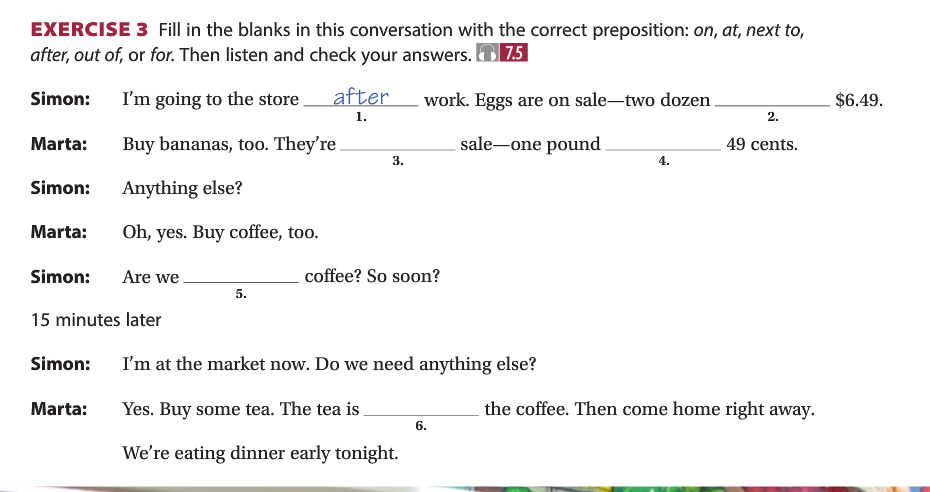 EXERCISE 3 Fill in the blanks in this conversation with the correct preposition: on, at, next to,
after, out of, or for. Then listen and check your answers. 7.5
Simon: I'm going to the store after work. Eggs are on sale—two dozen ____________ $6.49.
1. 2.
Marta: Buy bananas, too. They're ____________ sale—one pound ____________ 49 cents.
3. 4.
Simon: Anything else?
Marta: Oh, yes. Buy coffee, too.
Simon: Are we ____________ coffee? So soon?
5.
15 minutes later
Simon: I'm at the market now. Do we need anything else?
Marta: Yes. Buy some tea. The tea is ____________ the coffee. Then come home right away.
6.
We're eating dinner early tonight.